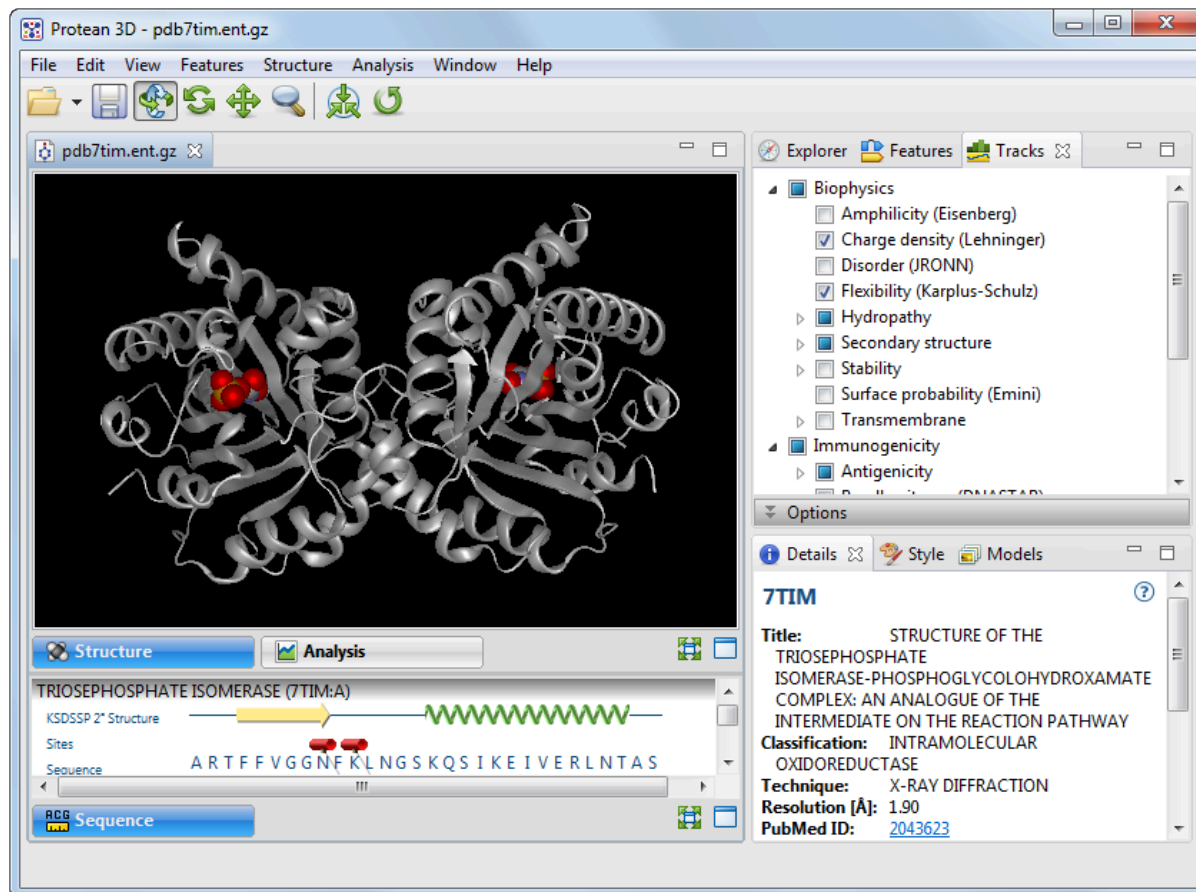 Protean 3D - pdb7tim.ent.gz
File Edit View Features Structure Analysis Window Help
pdb7tim.ent.gz
Explorer Features Tracks
Biophysics
Amphilicity (Eisenberg)
Charge density (Lehninger)
Disorder (JRONN)
Flexibility (Karplus-Schulz)
Hydropathy
Secondary structure
Stability
Surface probability (Emini)
Transmembrane
Immunogenicity
Antigenicity
(DNASTAR)
Options
Details Style Models
7TIM
Title: STRUCTURE OF THE
TRIOSEPHOSPHATE
ISOMERASE-PHOSPHOGLYCOLOHYDROXAMATE
COMPLEX: AN ANALOGUE OF THE
INTERMEDIATE ON THE REACTION PATHWAY
Classification: INTRAMOLECULAR
OXIDOREDUCTASE
Technique: X-RAY DIFFRACTION
Resolution [Å]: 1.90
PubMed ID: 2043623
Structure Analysis
TRIOSEPHOSPHATE ISOMERASE (7TIM:A)
KSDSSP 2° Structure
Sites
Sequence A R T F F V G G N F K L N G S K Q S I K E I V E R L N T A S
ACG Sequence